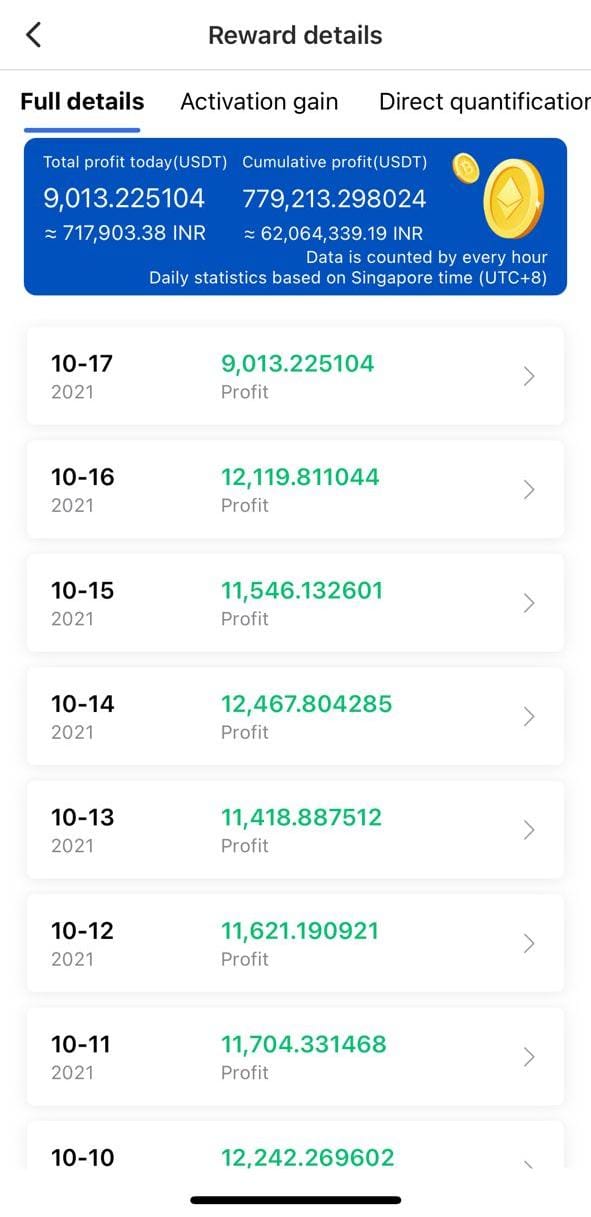 Reward details
Full details Activation gain Direct quantification
Total profit today(USDT) Cumulative profit(USDT)
9,013.225104 779,213.298024
≈ 717,903.38 INR ≈ 62,064,339.19 INR
Data is counted by every hour
Daily statistics based on Singapore time (UTC+8)
10-17 9,013.225104
2021 Profit
10-16 12,119.811044
2021 Profit
10-15 11,546.132601
2021 Profit
10-14 12,467.804285
2021 Profit
10-13 11,418.887512
2021 Profit
10-12 11,621.190921
2021 Profit
10-11 11,704.331468
2021 Profit
10-10 12,242.269602